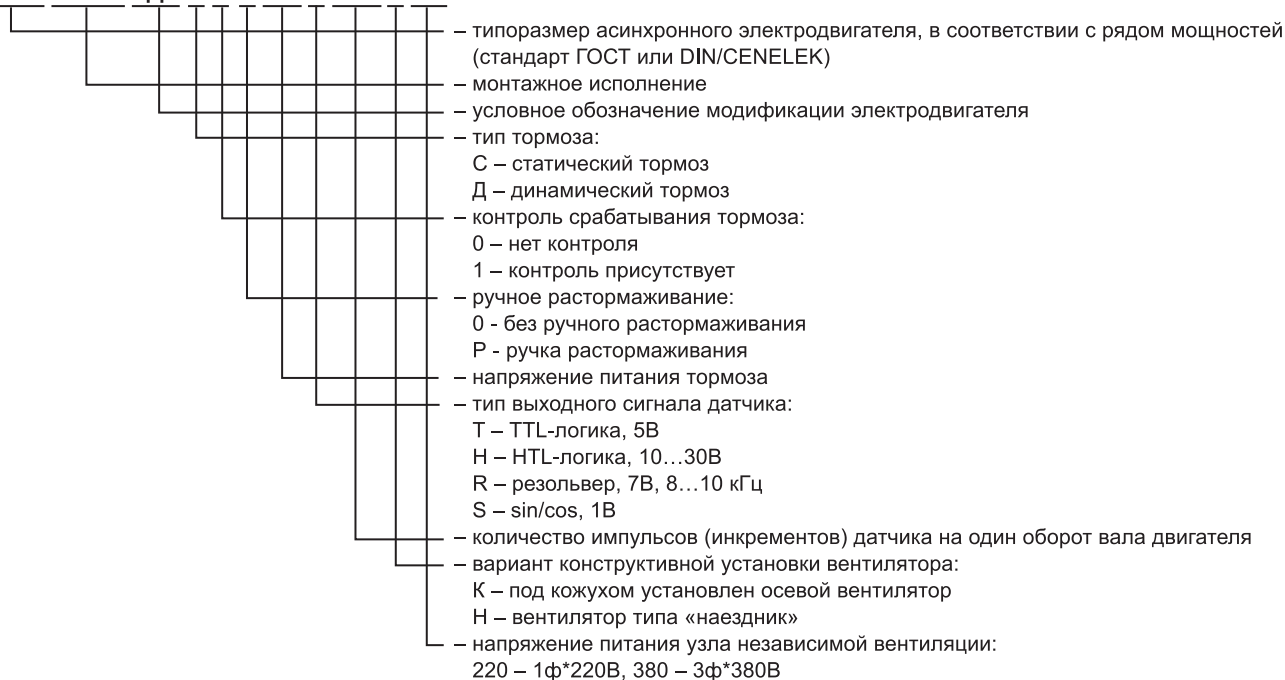 – типоразмер асинхронного электродвигателя, в соответствии с рядом мощностей
(стандарт ГОСТ или DIN/CENELEK)
– монтажное исполнение
– условное обозначение модификации электродвигателя
– тип тормоза:
С – статический тормоз
Д – динамический тормоз
– контроль срабатывания тормоза:
0 – нет контроля
1 – контроль присутствует
– ручное растормаживание:
0 - без ручного растормаживания
Р - ручка растормаживания
– напряжение питания тормоза
– тип выходного сигнала датчика:
Т – TTL-логика, 5В
Н – HTL-логика, 10…30В
R – резольвер, 7В, 8…10 кГц
S – sin/cos, 1В
– количество импульсов (инкрементов) датчика на один оборот вала двигателя
– вариант конструктивной установки вентилятора:
К – под кожухом установлен осевой вентилятор
Н – вентилятор типа «наездник»
– напряжение питания узла независимой вентиляции:
220 – 1ф*220В, 380 – 3ф*380В